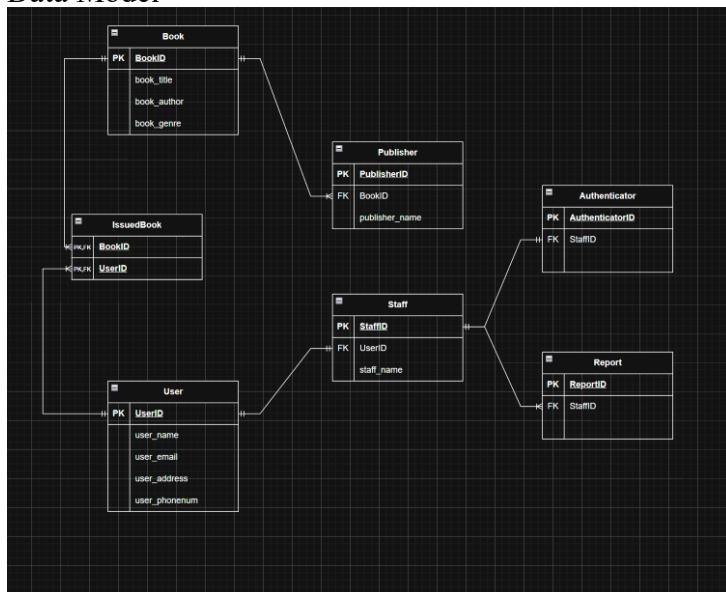 Data Model
Book
PK BookID
book_title
book_author
book_genre
Publisher
PK PublisherID
FK BookID
publisher_name
Authenticator
PK AuthenticatorID
FK StaffID
IssuedBook
PK,FK BookID
PK,FK UserID
Staff
PK StaffID
FK UserID
staff_name
Report
PK ReportID
FK StaffID
User
PK UserID
user_name
user_email
user_address
user_phonenum